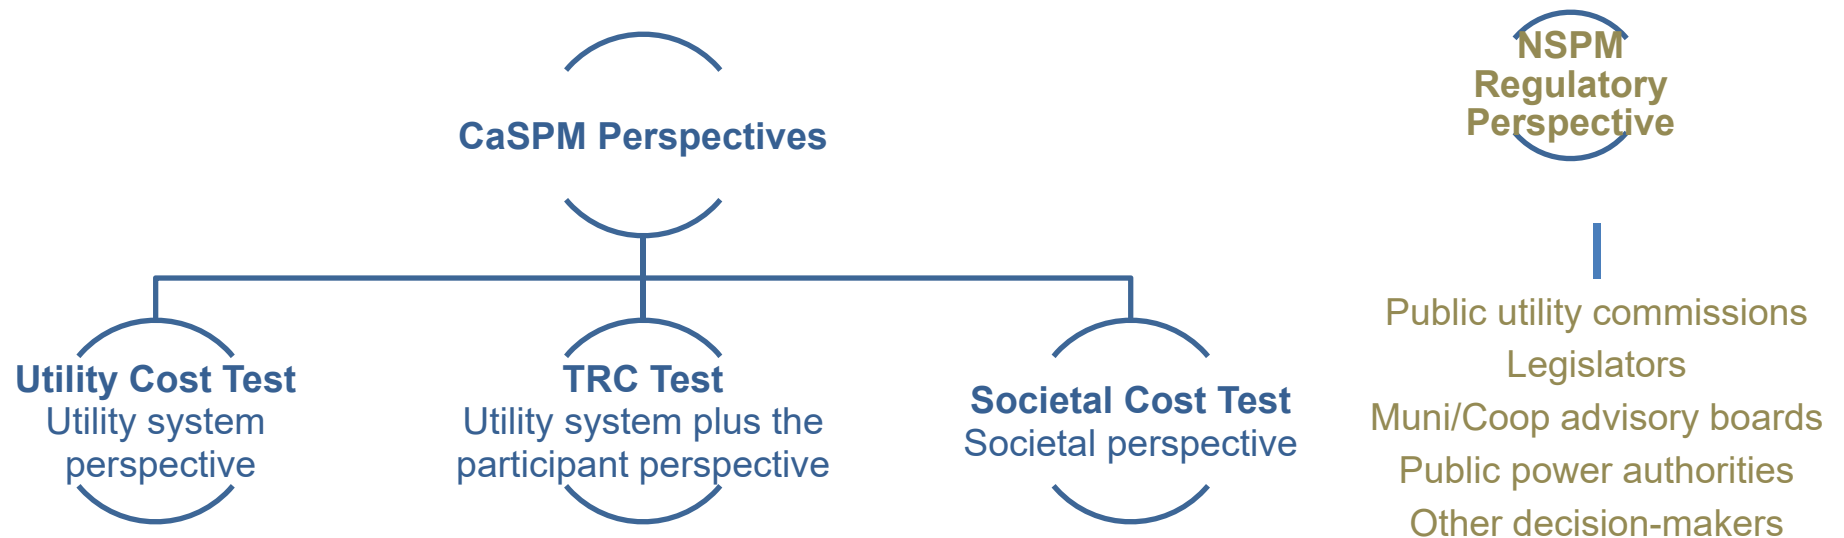 CaSPM Perspectives
Utility Cost Test
Utility system
perspective
TRC Test
Utility system plus the
participant perspective
Societal Cost Test
Societal perspective
NSPM
Regulatory
Perspective
Public utility commissions
Legislators
Muni/Coop advisory boards
Public power authorities
Other decision-makers